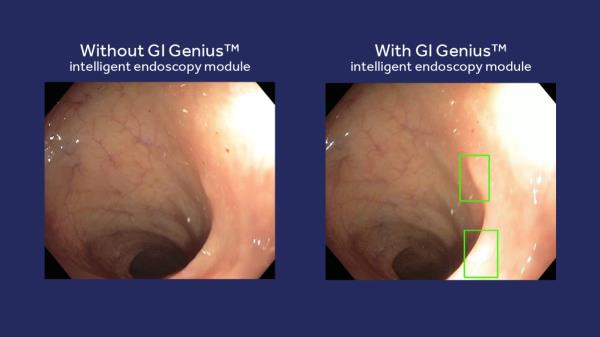 Without GI Genius™
intelligent endoscopy module
With GI Genius™
intelligent endoscopy module